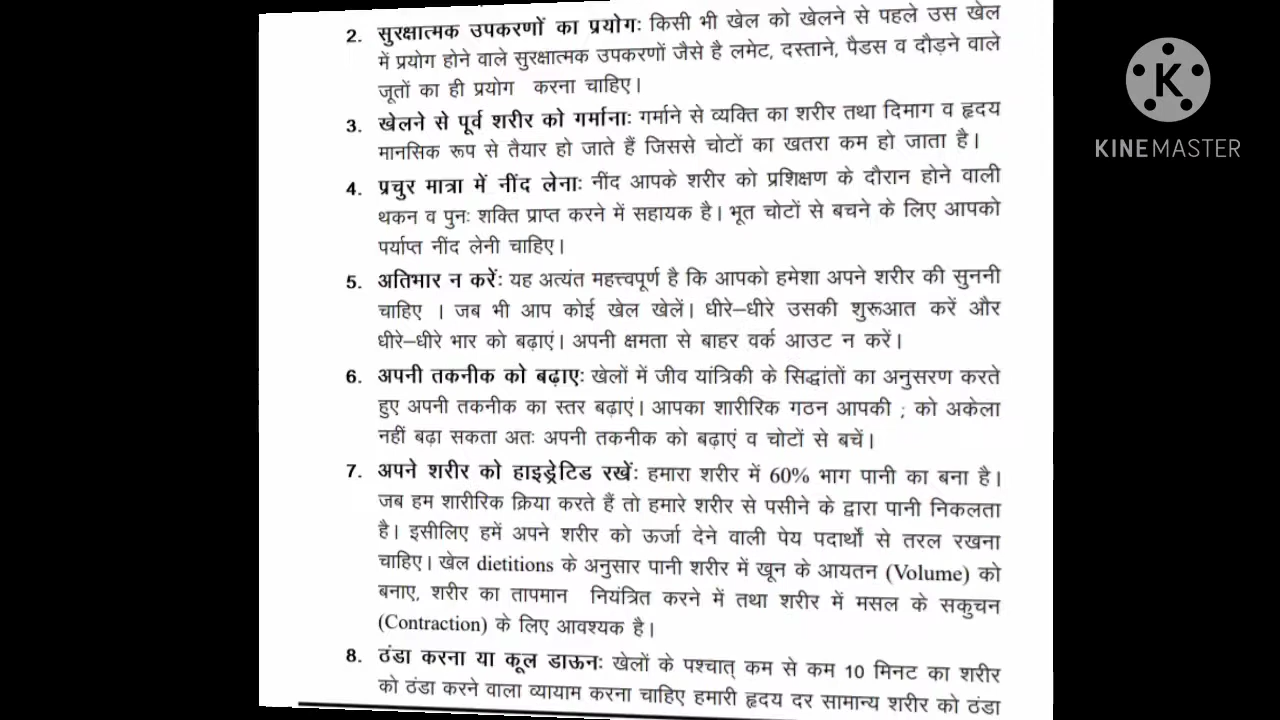 2. सुरक्षात्मक उपकरणों का प्रयोगः किसी भी खेल को खेलने से पहले उस खेल
में प्रयोग होने वाले सुरक्षात्मक उपकरणों जैसे है लमेट, दस्ताने, पैडस व दौड़ने वाले
जूतों का ही प्रयोग करना चाहिए।
3. खेलने से पूर्व शरीर को गर्मानाः गर्माने से व्यक्ति का शरीर तथा दिमाग व हृदय
मानसिक रूप से तैयार हो जाते हैं जिससे चोटों का खतरा कम हो जाता है।
4. प्रचुर मात्रा में नींद लेनाः नींद आपके शरीर को प्रशिक्षण के दौरान होने वाली
थकन व पुनः शक्ति प्राप्त करने में सहायक है। भूत चोटों से बचने के लिए आपको
पर्याप्त नींद लेनी चाहिए।
5. अतिभार न करेंः यह अत्यंत महत्त्वपूर्ण है कि आपको हमेशा अपने शरीर की सुननी
चाहिए । जब भी आप कोई खेल खेलें। धीरे–धीरे उसकी शुरूआत करें और
धीरे–धीरे भार को बढ़ाएं। अपनी क्षमता से बाहर वर्क आउट न करें।
6. अपनी तकनीक को बढ़ाएः खेलों में जीव यांत्रिकी के सिद्धांतों का अनुसरण करते
हुए अपनी तकनीक का स्तर बढ़ाएं। आपका शारीरिक गठन आपकी ; को अकेला
नहीं बढ़ा सकता अतः अपनी तकनीक को बढ़ाएं व चोटों से बचें।
7. अपने शरीर को हाइड्रेटिड रखेंः हमारा शरीर में 60% भाग पानी का बना है।
जब हम शारीरिक क्रिया करते हैं तो हमारे शरीर से पसीने के द्वारा पानी निकलता
है। इसीलिए हमें अपने शरीर को ऊर्जा देने वाली पेय पदार्थों से तरल रखना
चाहिए। खेल dietitions के अनुसार पानी शरीर में खून के आयतन (Volume) को
बनाए, शरीर का तापमान नियंत्रित करने में तथा शरीर में मसल के सकुचन
(Contraction) के लिए आवश्यक है।
8. ठंडा करना या कूल डाऊनः खेलों के पश्चात् कम से कम 10 मिनट का शरीर
को ठंडा करने वाला व्यायाम करना चाहिए हमारी हृदय दर सामान्य शरीर को ठंडा
K
KINEMASTER